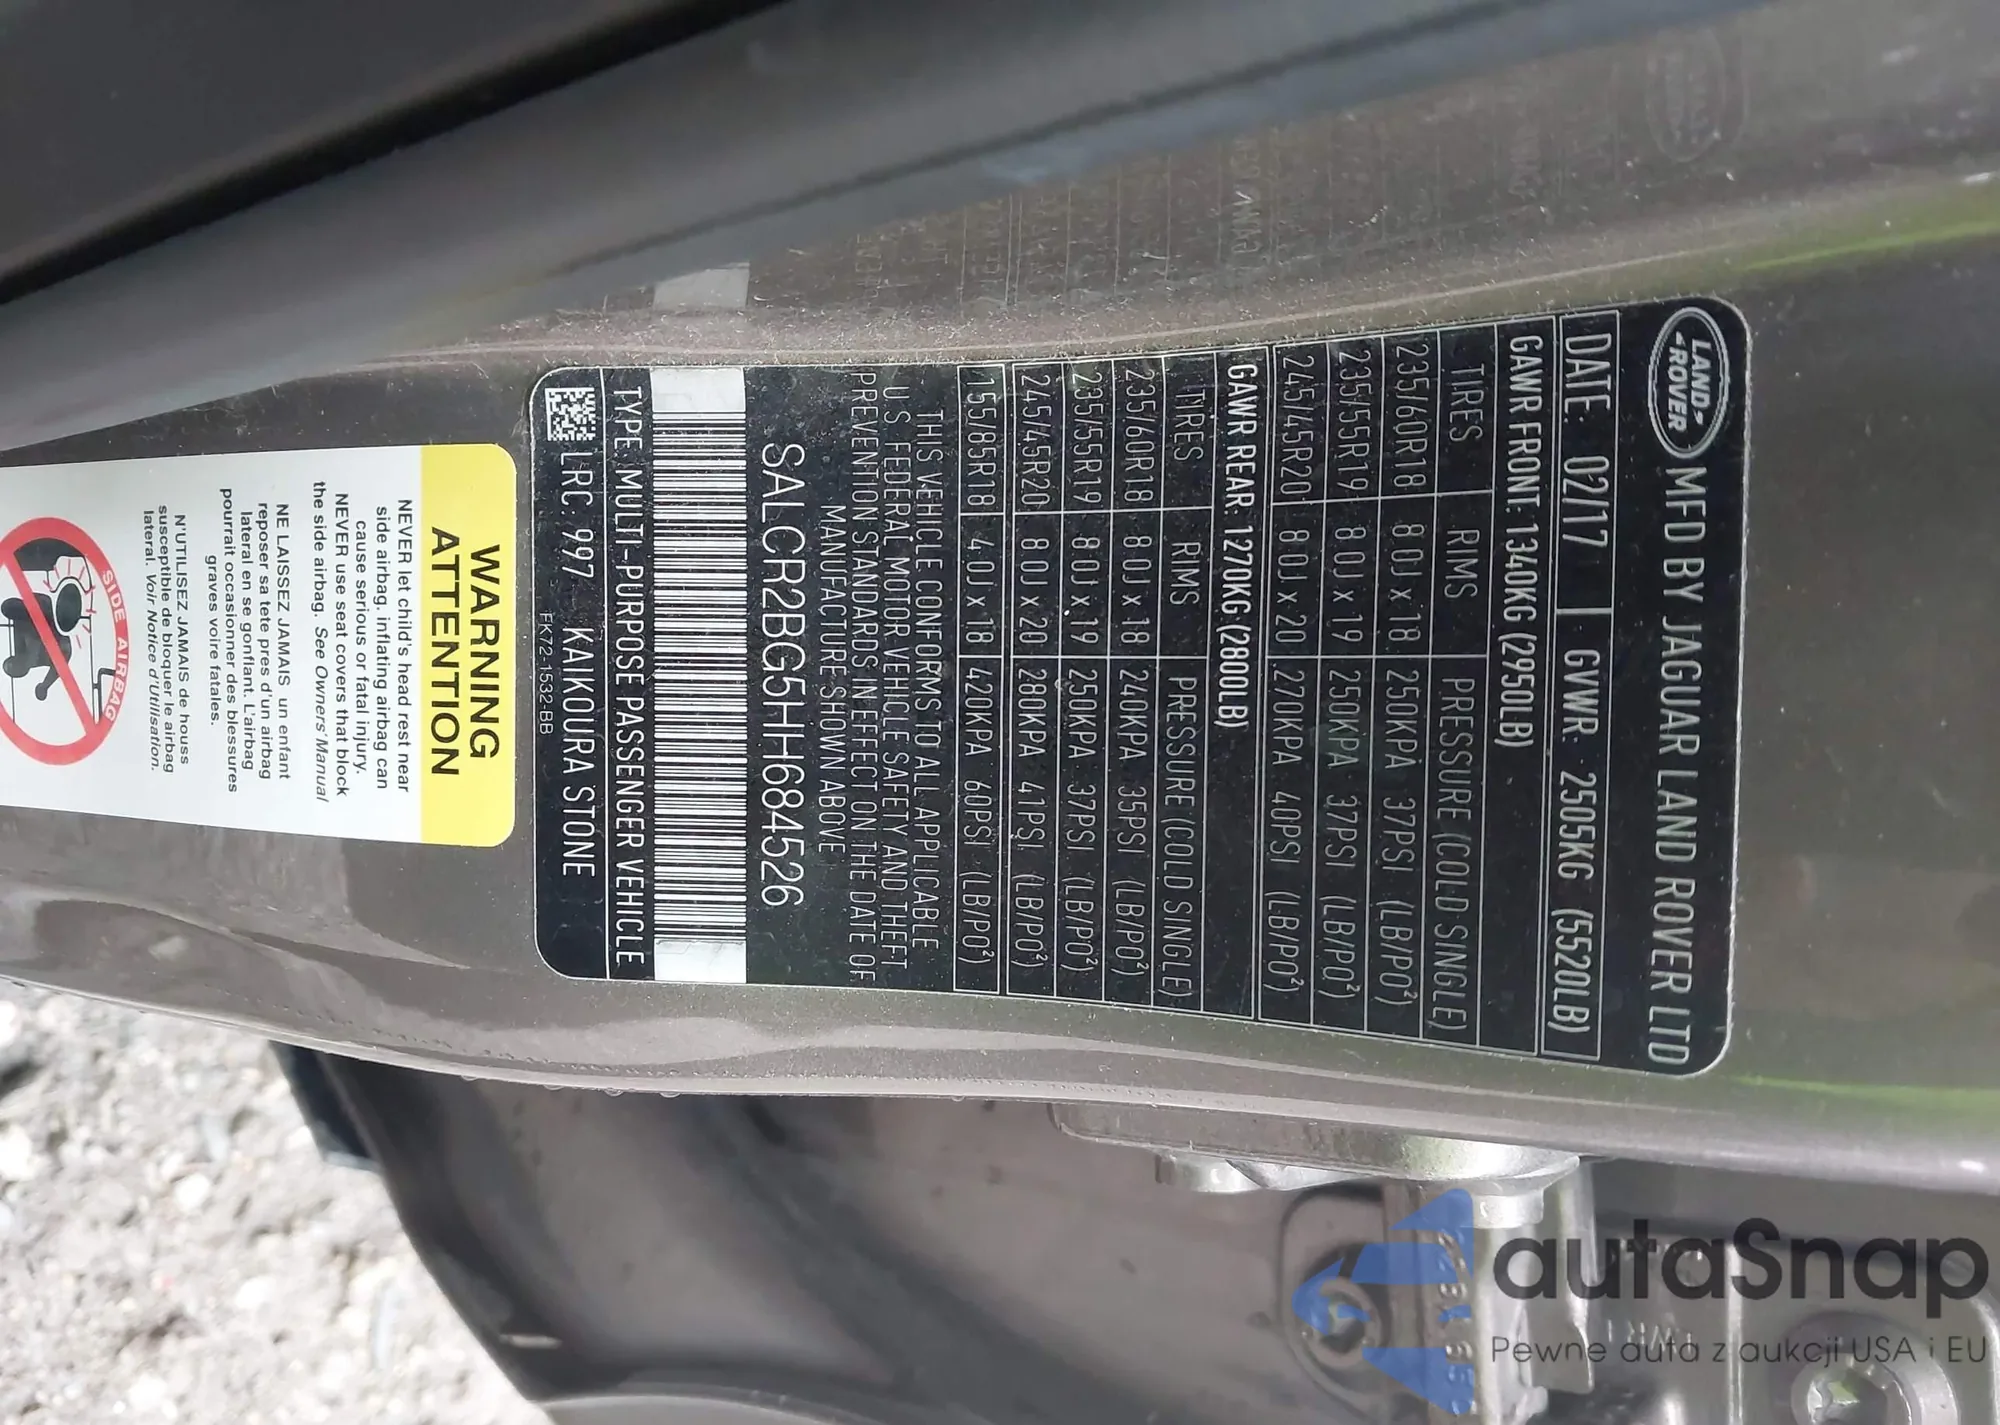 LAND-
-ROVER
MFD BY JAGUAR LAND ROVER LTD
DATE: 02/17 GVWR: 2505KG (5520LB)
GAWR FRONT: 1340KG (2950LB)
TIRES RIMS PRESSURE (COLD SINGLE)
235/60R18 8.0J x 18 250KPA 37PSI (LB/PO²)
235/55R19 8.0J x 19 250KPA 37PSI (LB/PO²)
245/45R20 8.0J x 20 270KPA 40PSI (LB/PO²)
GAWR REAR: 1270KG (2800LB)
TIRES RIMS PRESSURE (COLD SINGLE)
235/60R18 8.0J x 18 240KPA 35PSI (LB/PO²)
235/55R19 8.0J x 19 250KPA 37PSI (LB/PO²)
245/45R20 8.0J x 20 280KPA 41PSI (LB/PO²)
155/85R18 4.0J x 18 420KPA 60PSI (LB/PO²)
THIS VEHICLE CONFORMS TO ALL APPLICABLE
U.S. FEDERAL MOTOR VEHICLE SAFETY AND THEFT
PREVENTION STANDARDS IN EFFECT ON THE DATE OF
MANUFACTURE SHOWN ABOVE
SALCR2BG5HH684526
TYPE: MULTI-PURPOSE PASSENGER VEHICLE
LRC: 997 KAIKOURA STONE
FK72-1532-BB
WARNING
ATTENTION
NEVER let child's head rest near
side airbag, inflating airbag can
cause serious or fatal injury.
NEVER use seat covers that block
the side airbag. See Owners' Manual
NE LAISSEZ JAMAIS un enfant
reposer sa tete pres d'un airbag
lateral en se gonflant. L'airbag
pourrait occasionner des blessures
graves voire fatales.
N'UTILISEZ JAMAIS de houss
susceptible de bloquer le airbag
lateral. Voir Notice d'Utilisation.
SIDE AIRBAG
autaSnap
Pewne auta z aukcji USA i EU